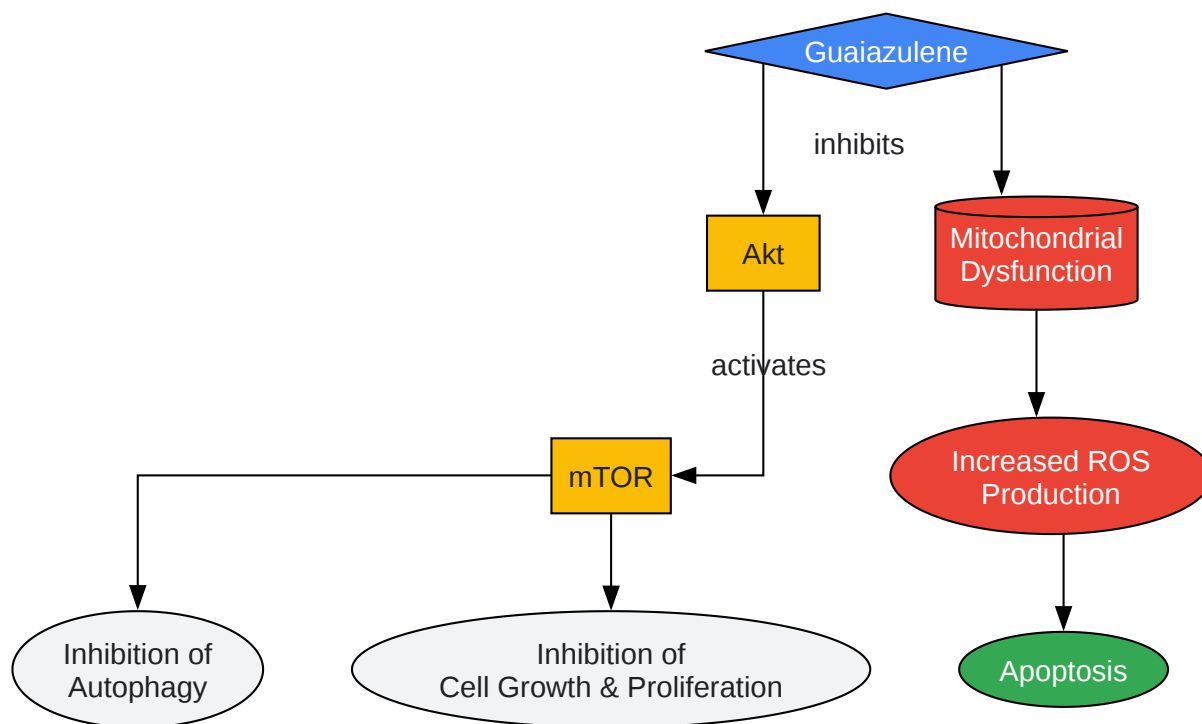 Guaiazulene
inhibits
Akt
Mitochondrial
Dysfunction
activates
mTOR
Increased ROS
Production
Inhibition of
Autophagy
Inhibition of
Cell Growth & Proliferation
Apoptosis